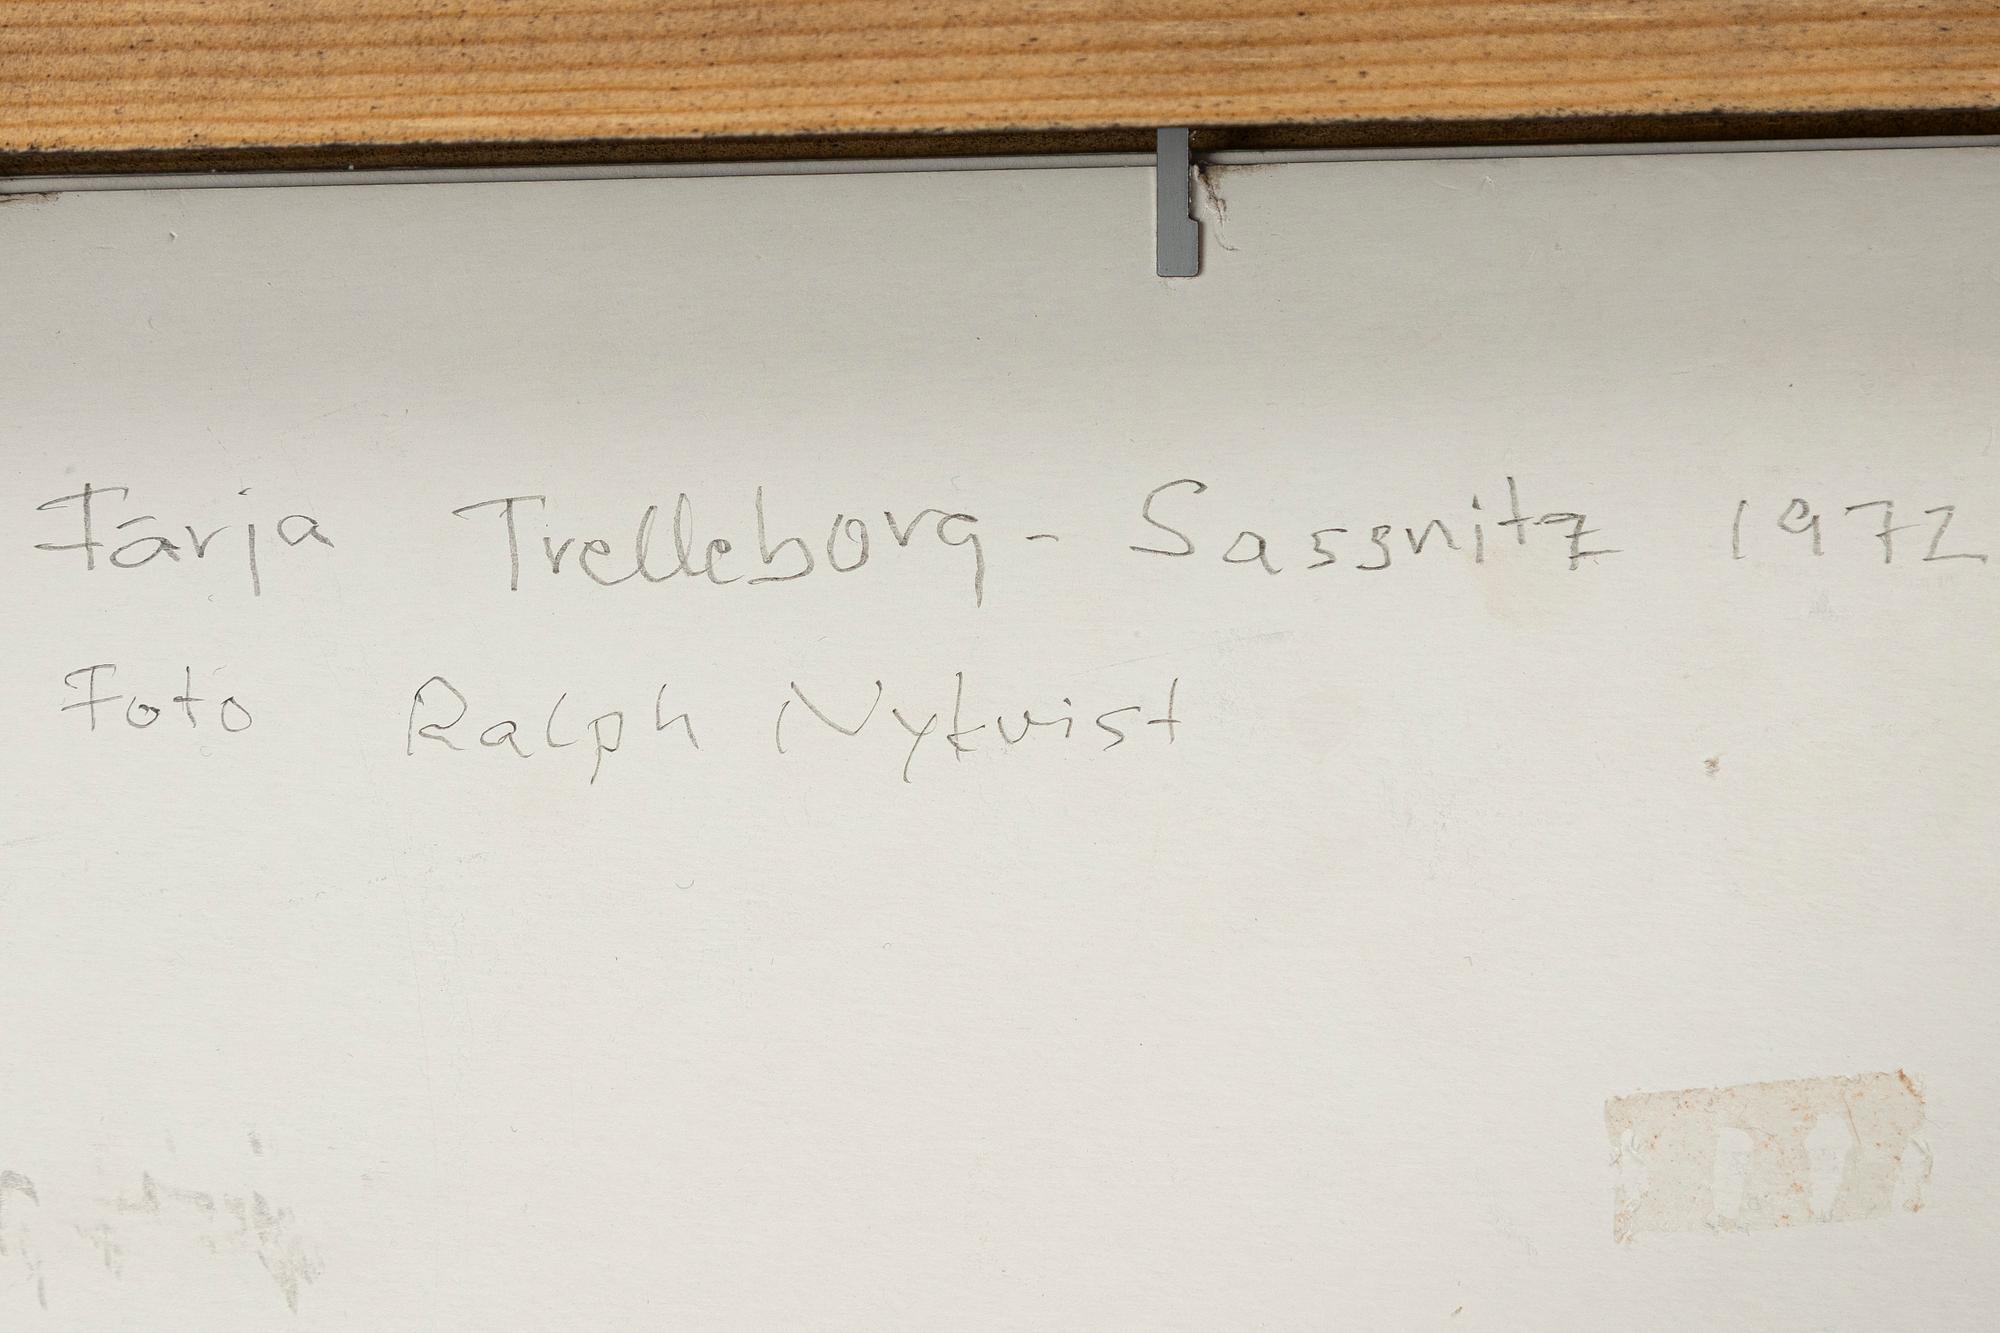 Färja Trelleborg - Sassnitz 1972
Foto Ralph Nykvist